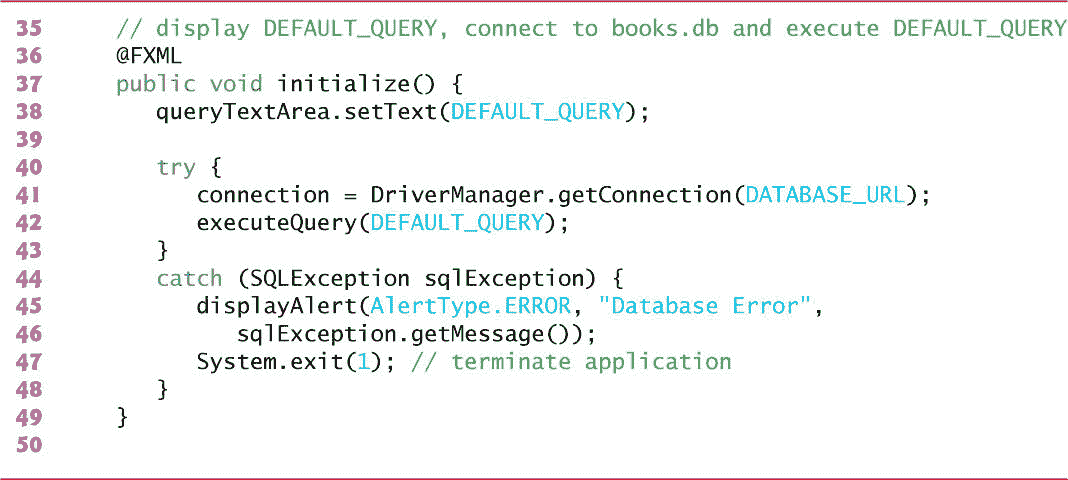 35 // display DEFAULT_QUERY, connect to books.db and execute DEFAULT_QUERY
36 @FXML
37 public void initialize() {
38 queryTextArea.setText(DEFAULT_QUERY);
39
40 try {
41 connection = DriverManager.getConnection(DATABASE_URL);
42 executeQuery(DEFAULT_QUERY);
43 }
44 catch (SQLException sqlException) {
45 displayAlert(AlertType.ERROR, "Database Error",
46 sqlException.getMessage());
47 System.exit(1); // terminate application
48 }
49 }
50